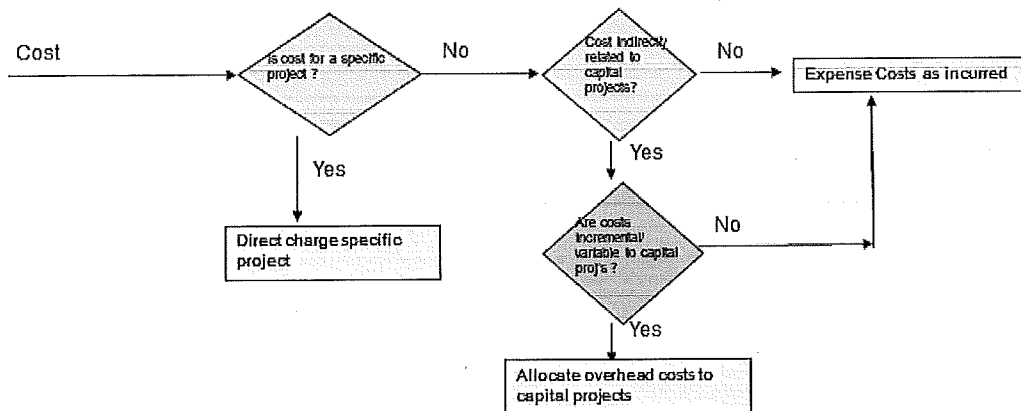 Cost
Is cost for a specific
project ?
No
Cost Indirectly
related to
capital
projects?
No
Expense Costs as incurred
Yes
Direct charge specific
project
Yes
Are costs
Incremental/
variable to capital
proj's ?
No
Yes
Allocate overhead costs to
capital projects